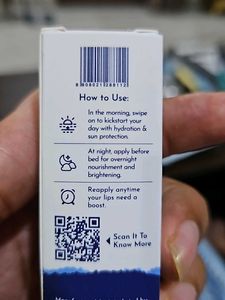 How to Use:
In the morning, swipe
on to kickstart your
day with hydration &
sun protection.
At night, apply before
bed for overnight
nourishment and
brightening.
Reapply anytime
your lips need a
boost.
Scan It To
Know More